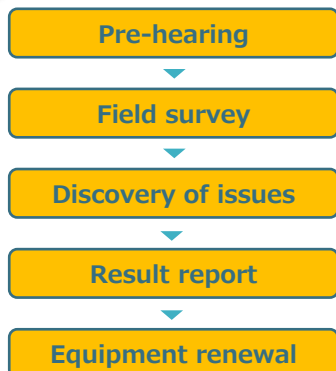 Pre-hearing
Field survey
Discovery of issues
Result report
Equipment renewal